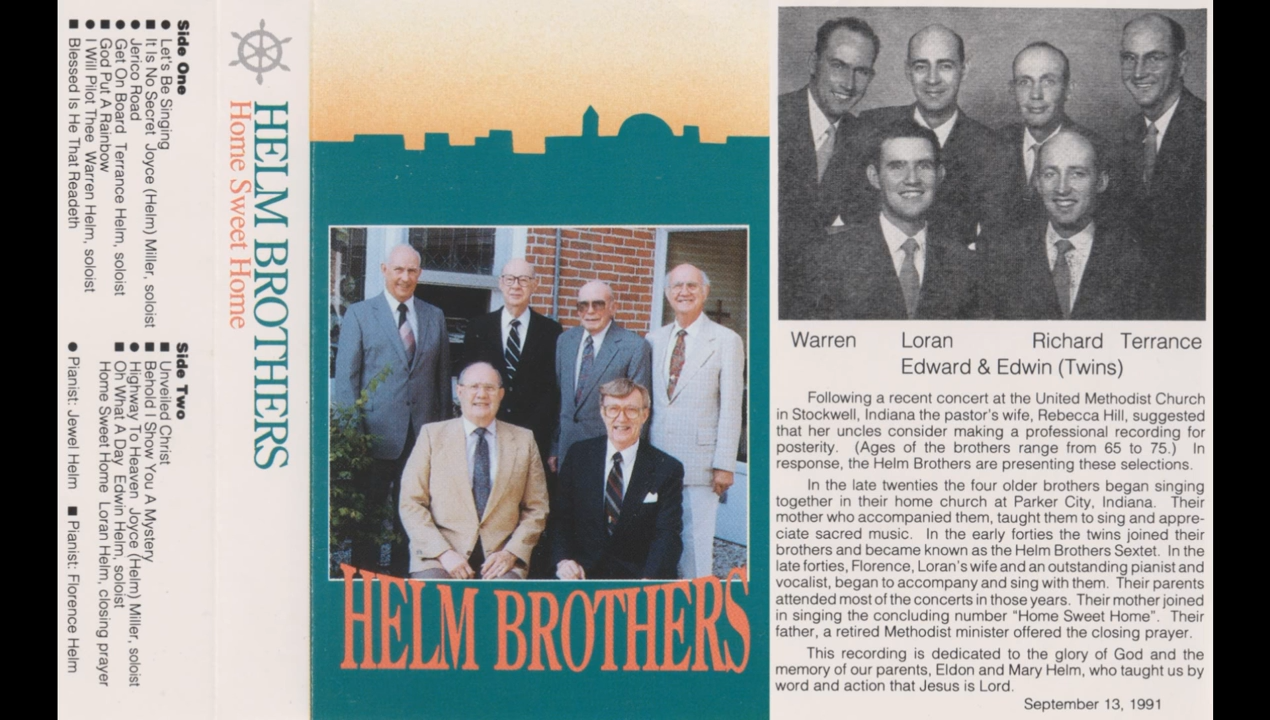 Side One
● Let's Be Singing
■ It Is No Secret Joyce (Helm) Miller, soloist
● Jerico Road
● Get On Board Terrance Helm, soloist
■ God Put A Rainbow
● I Will Pilot Thee Warren Helm, soloist
■ Blessed Is He That Readeth
Side Two
■ Unveiled Christ
■ Behold I Show You A Mystery
● Highway To Heaven Joyce (Helm) Miller, soloist
■ Oh What A Day Edwin Helm, soloist
Home Sweet Home Loran Helm, closing prayer
● Pianist: Jewel Helm ■ Pianist: Florence Helm
HELM BROTHERS
Home Sweet Home
HELM BROTHERS
Warren Loran Richard Terrance
Edward & Edwin (Twins)
Following a recent concert at the United Methodist Church
in Stockwell, Indiana the pastor's wife, Rebecca Hill, suggested
that her uncles consider making a professional recording for
posterity. (Ages of the brothers range from 65 to 75.) In
response, the Helm Brothers are presenting these selections.
In the late twenties the four older brothers began singing
together in their home church at Parker City, Indiana. Their
mother who accompanied them, taught them to sing and appre-
ciate sacred music. In the early forties the twins joined their
brothers and became known as the Helm Brothers Sextet. In the
late forties, Florence, Loran's wife and an outstanding pianist and
vocalist, began to accompany and sing with them. Their parents
attended most of the concerts in those years. Their mother joined
in singing the concluding number "Home Sweet Home". Their
father, a retired Methodist minister offered the closing prayer.
This recording is dedicated to the glory of God and the
memory of our parents, Eldon and Mary Helm, who taught us by
word and action that Jesus is Lord.
September 13, 1991